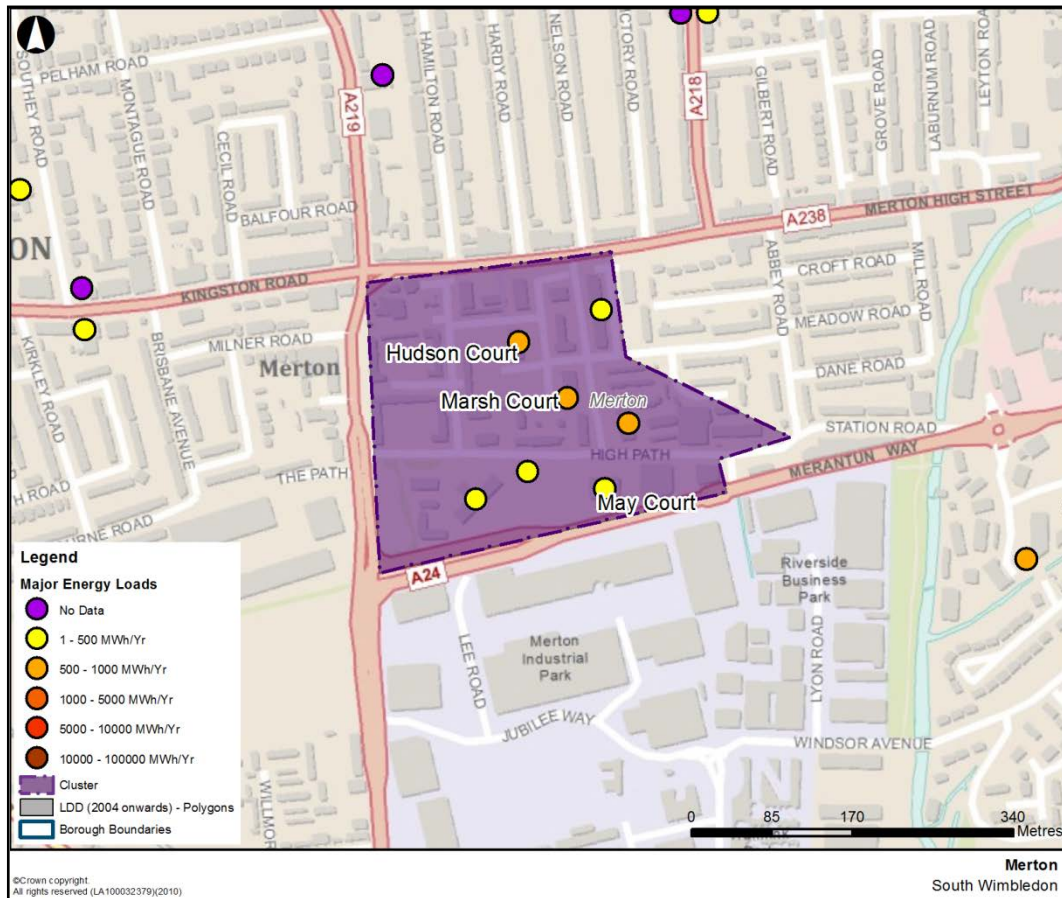 PELHAM ROAD
SOUTHEY ROAD
MONTAGUE ROAD
CECIL ROAD
BALFOUR ROAD
A219
HAMILTON ROAD
HARDY ROAD
NELSON ROAD
A218
GILBERT ROAD
GROVE ROAD
LABURNUM ROAD
LEYTON ROAD
A238
MERTON HIGH STREET
KINGSTON ROAD
MILNER ROAD
Merton
KIRKLEY ROAD
BRISBANE AVENUE
THE PATH
ABBEY ROAD
CROFT ROAD
MILL ROAD
MEADOW ROAD
DANE ROAD
STATION ROAD
MERANTUN WAY
Hudson Court
Marsh Court
Merton
HIGH PATH
May Court
A24
LEE ROAD
Merton
Industrial
Park
JUBILEE WAY
Riverside
Business
Park
LYON ROAD
WINDSOR AVENUE
Legend
Major Energy Loads
No Data
1 - 500 MWh/Yr
500 - 1000 MWh/Yr
1000 - 5000 MWh/Yr
5000 - 10000 MWh/Yr
10000 - 100000 MWh/Yr
Cluster
LDD (2004 onwards) - Polygons
Borough Boundaries
0 85 170 340
Metres
Merton
South Wimbledon
©Crown copyright.
All rights reserved (LA100032379)(2010)